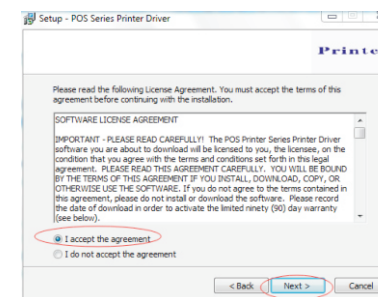 Setup - POS Series Printer Driver
Printe
Please read the following License Agreement. You must accept the terms of this
agreement before continuing with the installation.
SOFTWARE LICENSE AGREEMENT
IMPORTANT - PLEASE READ CAREFULLY! The POS Printer Series Printer Driver
software you are about to download will be licensed to you, the licensee, on the
condition that you agree with the terms and conditions set forth in this legal
agreement. PLEASE READ THIS AGREEMENT CAREFULLY. YOU WILL BE BOUND
BY THE TERMS OF THIS AGREEMENT IF YOU INSTALL, DOWNLOAD, COPY, OR
OTHERWISE USE THE SOFTWARE. If you do not agree to the terms contained in
this agreement, please do not install or download the software. Please record
the date of download in order to activate the limited ninety (90) day warranty
(see below).
I accept the agreement
I do not accept the agreement
< Back
Next >
Cancel